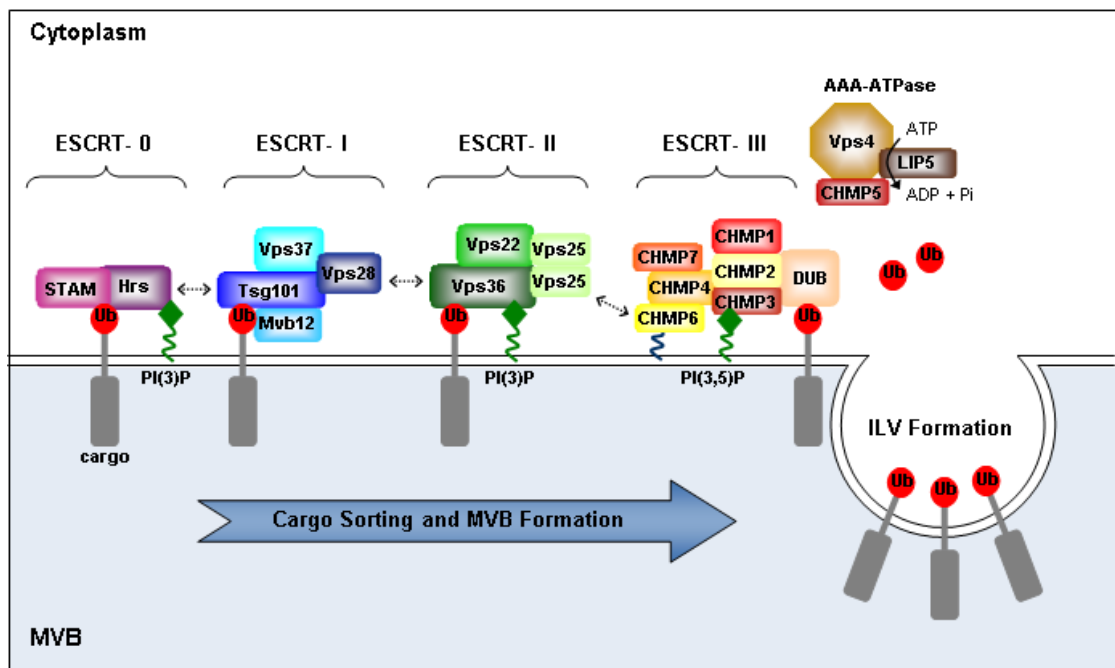 Cytoplasm
AAA-ATPase
ESCRT- 0
ESCRT- I
ESCRT- II
ESCRT- III
Vps4
ATP
LIP5
CHMP5
ADP + Pi
STAM
Hrs
Ub
PI(3)P
cargo
Vps37
Vps28
Tsg101
Ub
Mvb12
Vps22
Vps25
Vps36
Vps25
Ub
PI(3)P
CHMP1
CHMP7
CHMP2
CHMP4
CHMP3
CHMP6
DUB
Ub
PI(3,5)P
Ub
Ub
ILV Formation
Ub
Ub
Ub
Cargo Sorting and MVB Formation
MVB